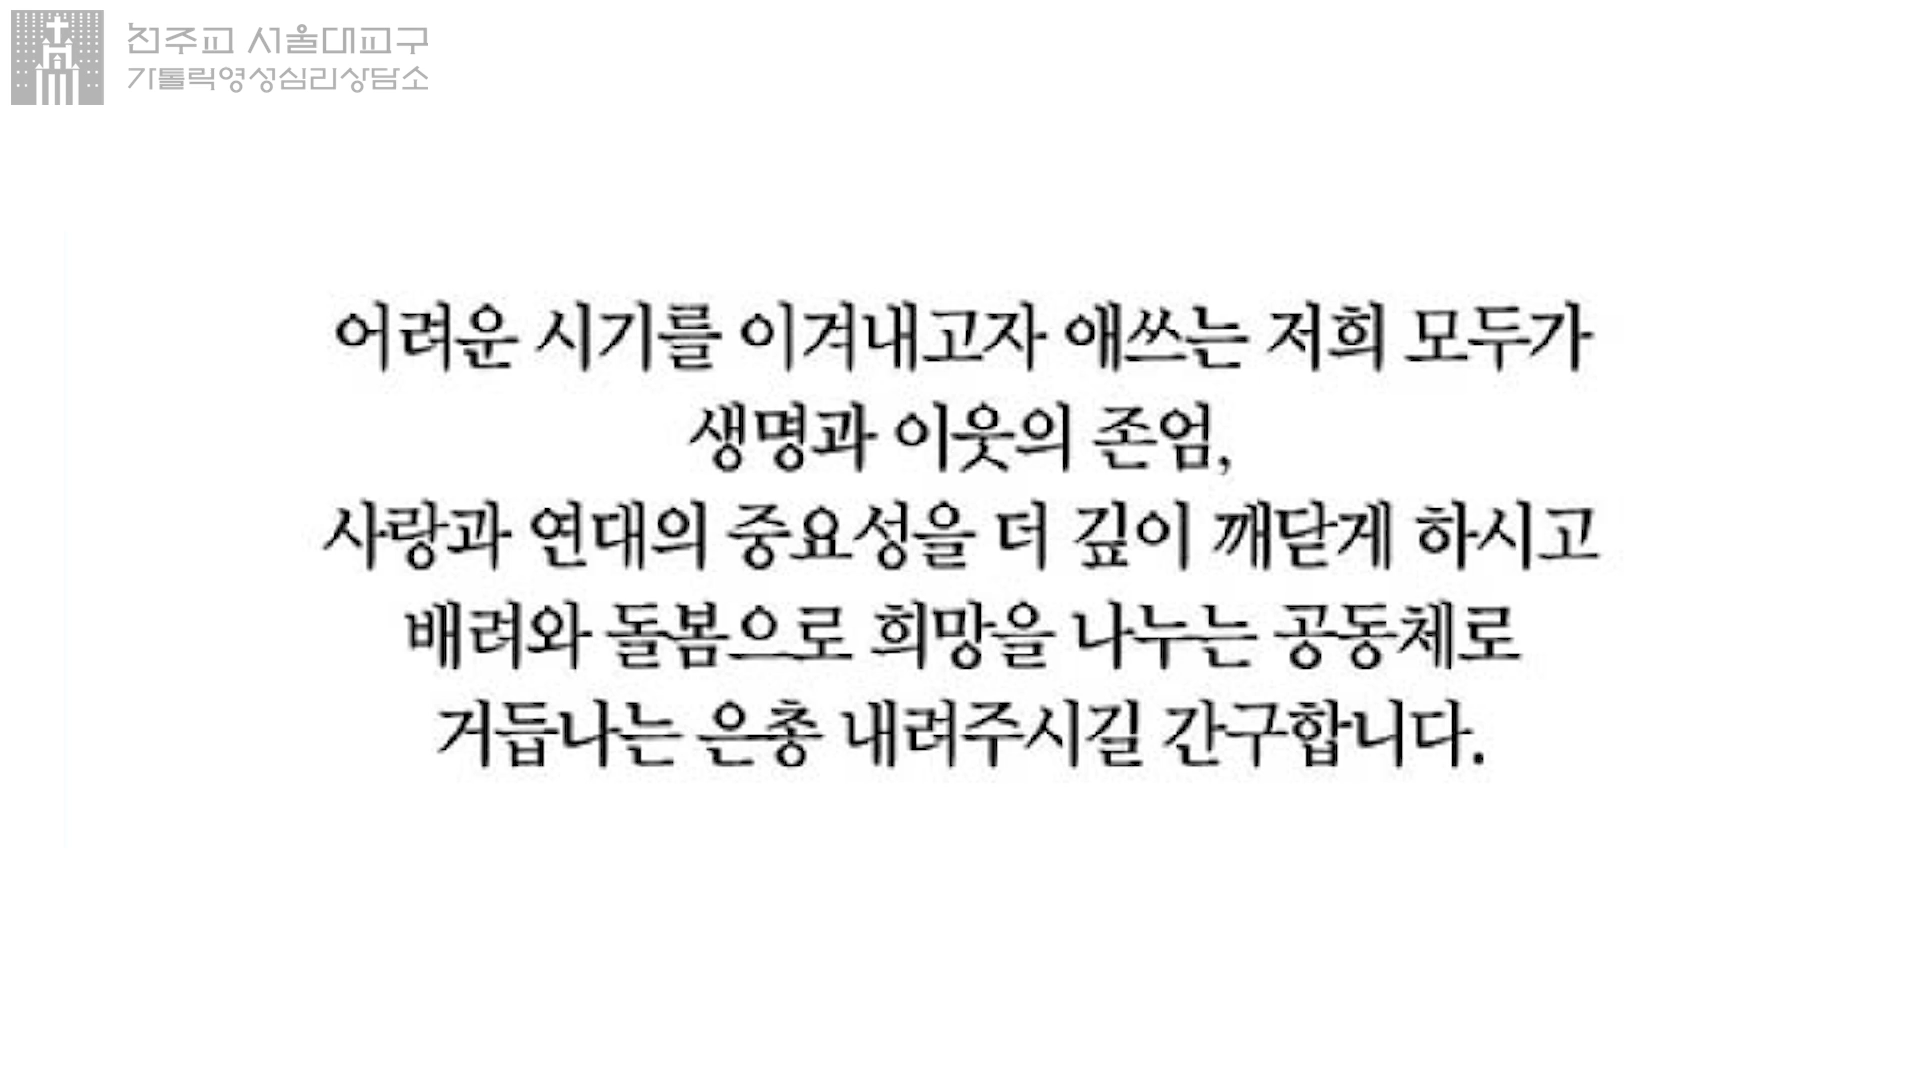 천주교 서울대교구
가톨릭영성심리상담소
어려운 시기를 이겨내고자 애쓰는 저희 모두가
생명과 이웃의 존엄,
사랑과 연대의 중요성을 더 깊이 깨닫게 하시고
배려와 돌봄으로 희망을 나누는 공동체로
거듭나는 은총 내려주시길 간구합니다.